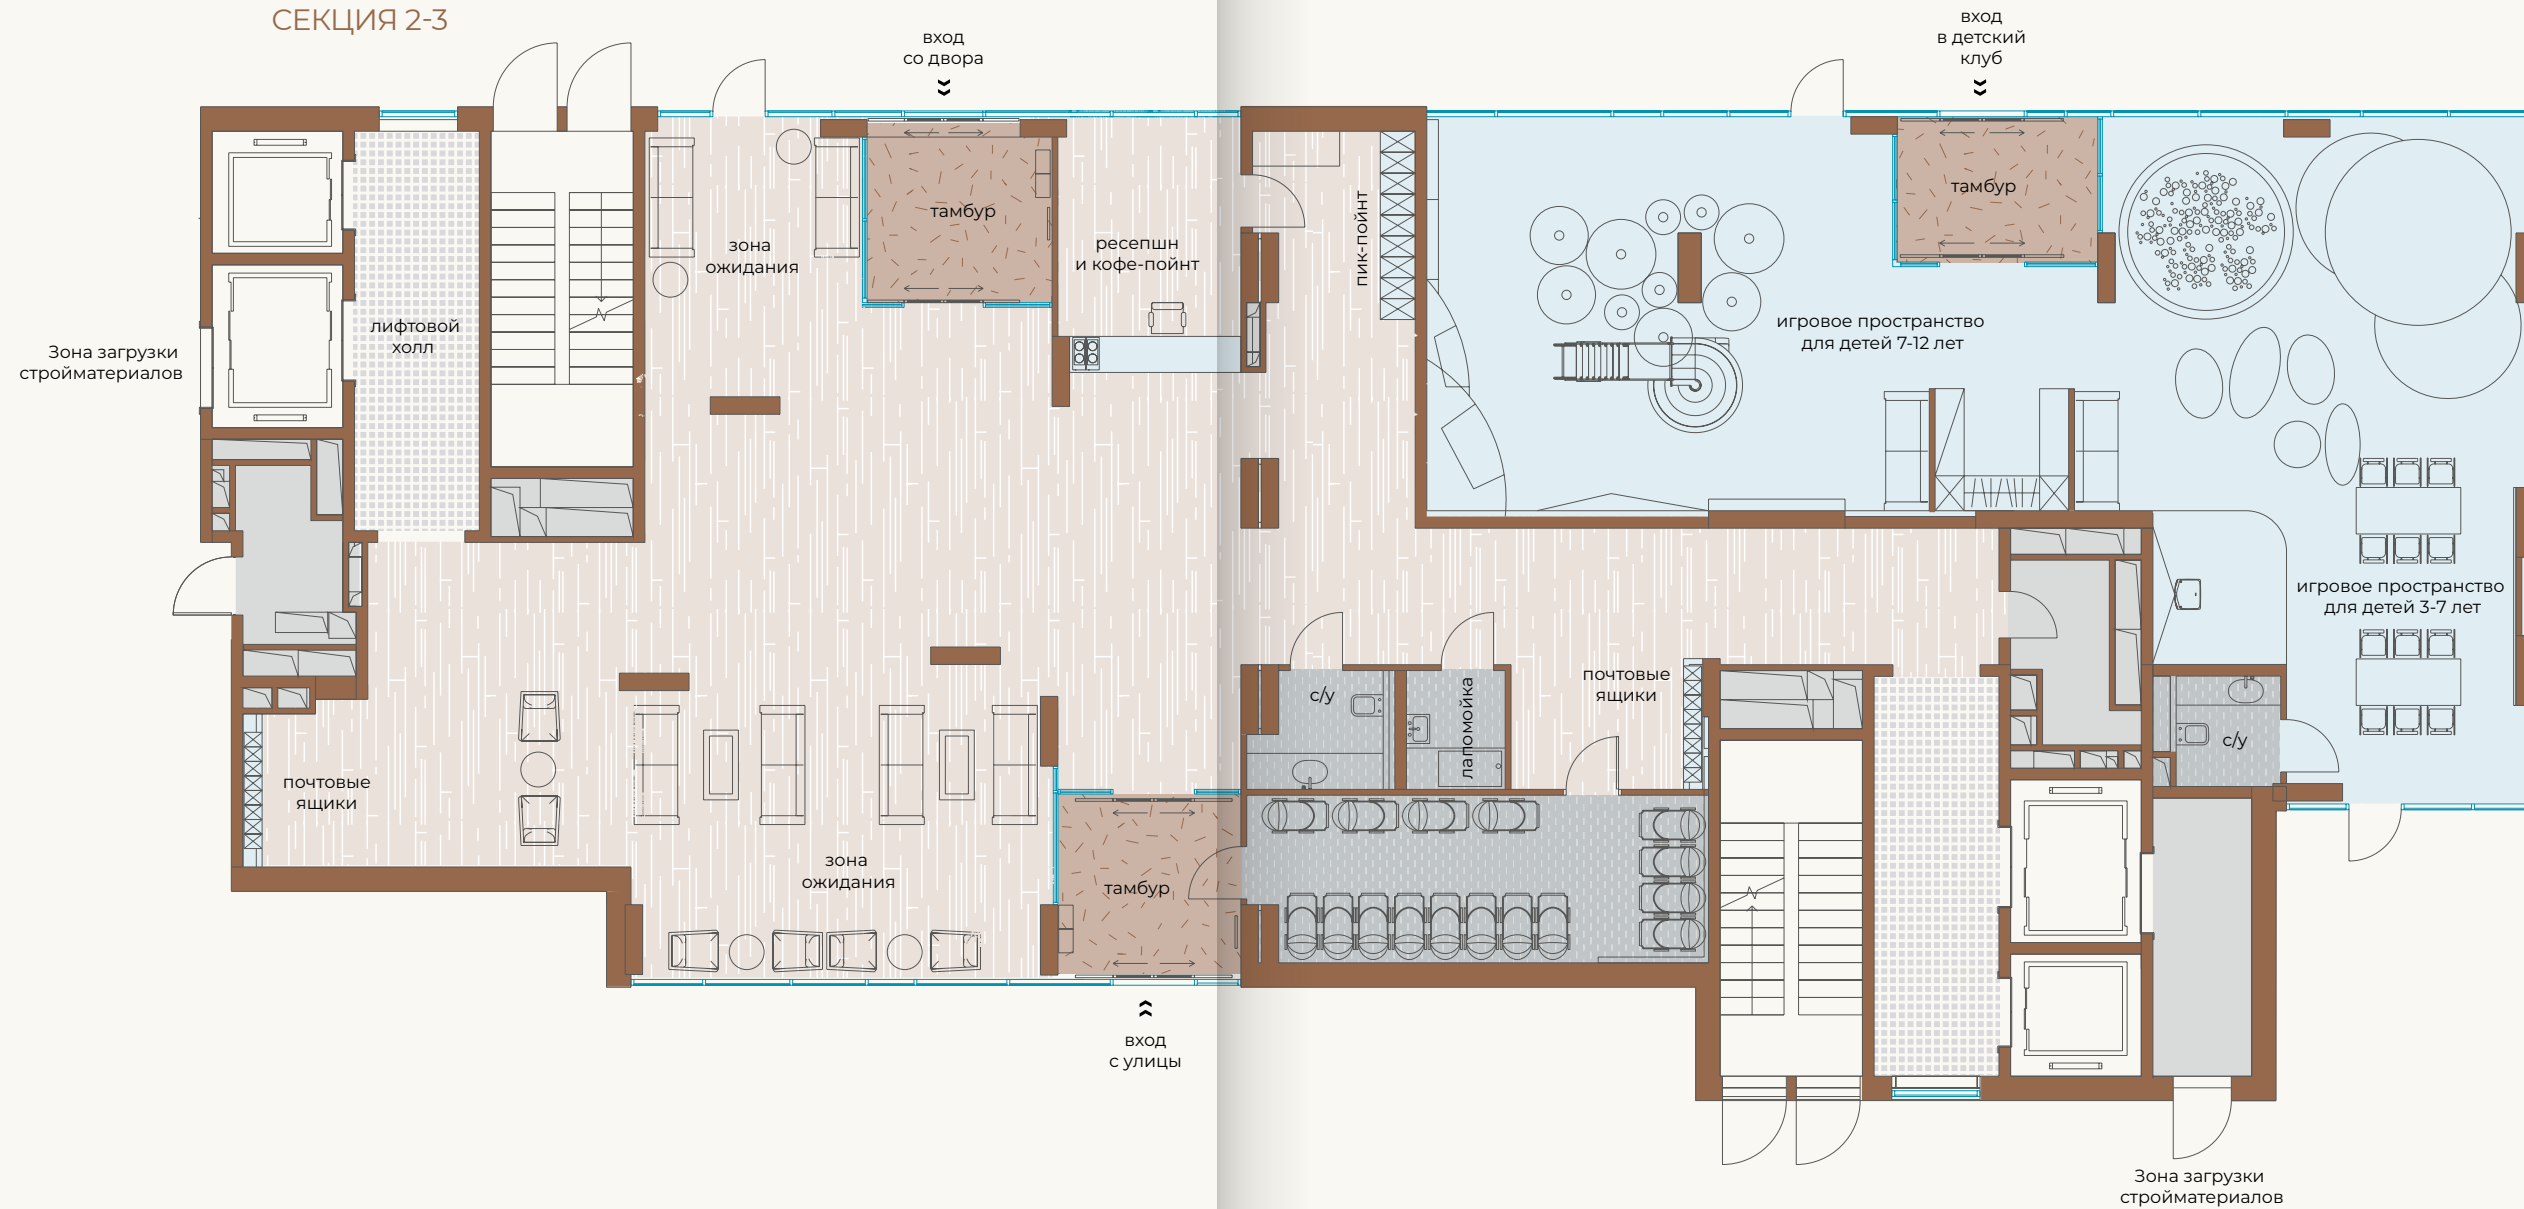 СЕКЦИЯ 2-3
вход
со двора
вход
в детский
клуб
тамбур
зона
ожидания
ресепшн
и кофе-пойнт
пик-пойнт
тамбур
лифтовой
холл
Зона загрузки
стройматериалов
игровое пространство
для детей 7-12 лет
игровое пространство
для детей 3-7 лет
почтовые
ящики
с/у
лапомойка
почтовые
ящики
с/у
зона
ожидания
тамбур
вход
с улицы
Зона загрузки
стройматериалов